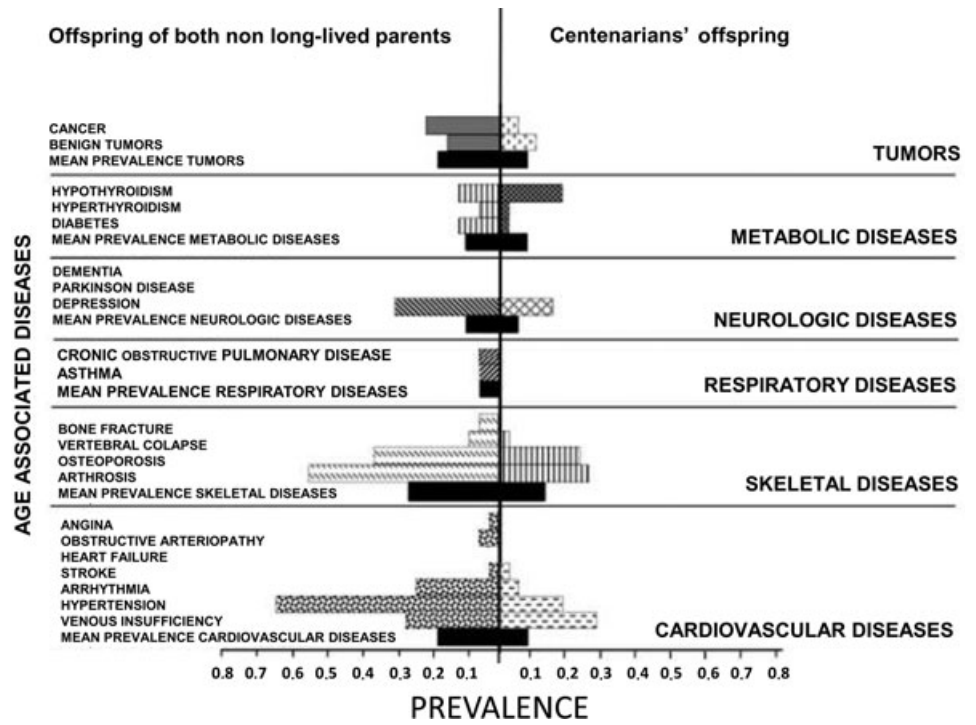 Offspring of both non long-lived parents
Centenarians' offspring
AGE ASSOCIATED DISEASES
CANCER
BENIGN TUMORS
MEAN PREVALENCE TUMORS
TUMORS
HYPOTHYROIDISM
HYPERTHYROIDISM
DIABETES
MEAN PREVALENCE METABOLIC DISEASES
METABOLIC DISEASES
DEMENTIA
PARKINSON DISEASE
DEPRESSION
MEAN PREVALENCE NEUROLOGIC DISEASES
NEUROLOGIC DISEASES
CRONIC OBSTRUCTIVE PULMONARY DISEASE
ASTHMA
MEAN PREVALENCE RESPIRATORY DISEASES
RESPIRATORY DISEASES
BONE FRACTURE
VERTEBRAL COLAPSE
OSTEOPOROSIS
ARTHROSIS
MEAN PREVALENCE SKELETAL DISEASES
SKELETAL DISEASES
ANGINA
OBSTRUCTIVE ARTERIOPATHY
HEART FAILURE
STROKE
ARRHYTHMIA
HYPERTENSION
VENOUS INSUFFICIENCY
MEAN PREVALENCE CARDIOVASCULAR DISEASES
CARDIOVASCULAR DISEASES
0.8 0,7 0,6 0.5 0,4 0.3 0,2 0,1 0,1 0,2 0,3 0,4 0,5 0,6 0,7 0,8
PREVALENCE